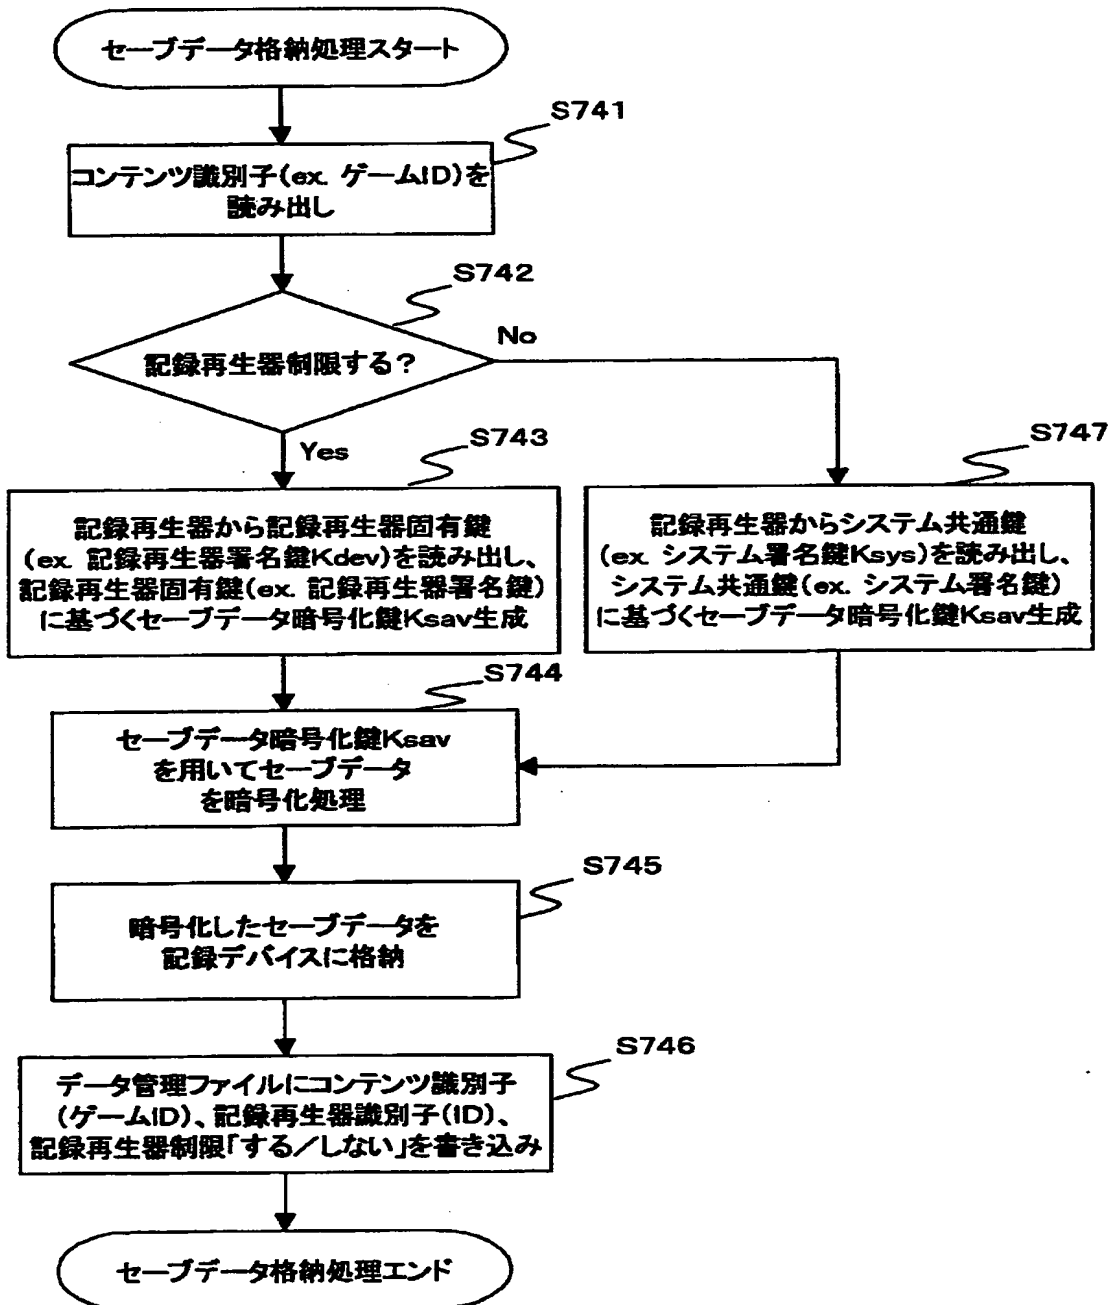 セーブデータ格納処理スタート
S741
コンテンツ識別子(ex. ゲームID)を
読み出し
S742
No
記録再生器制限する？
Yes
S743
S747
記録再生器から記録再生器固有鍵
(ex. 記録再生器署名鍵Kdev)を読み出し、
記録再生器固有鍵(ex. 記録再生器署名鍵)
に基づくセーブデータ暗号化鍵Ksav生成
記録再生器からシステム共通鍵
(ex. システム署名鍵Ksys)を読み出し、
システム共通鍵(ex. システム署名鍵)
に基づくセーブデータ暗号化鍵Ksav生成
S744
セーブデータ暗号化鍵Ksav
を用いてセーブデータ
を暗号化処理
S745
暗号化したセーブデータを
記録デバイスに格納
S746
データ管理ファイルにコンテンツ識別子
(ゲームID)、記録再生器識別子(ID)、
記録再生器制限「する／しない」を書き込み
セーブデータ格納処理エンド